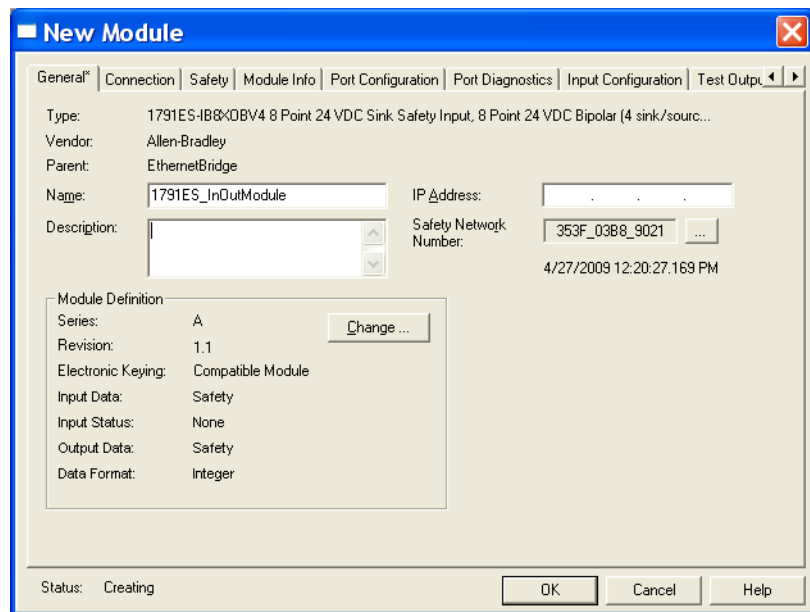 New Module
General* Connection Safety Module Info Port Configuration Port Diagnostics Input Configuration Test Outpu
Type: 1791ES-IB8XOBV4 8 Point 24 VDC Sink Safety Input, 8 Point 24 VDC Bipolar (4 sink/sourc...
Vendor: Allen-Bradley
Parent: EthernetBridge
Name: 1791ES_InOutModule IP Address: . . .
Description: Safety Network Number: 353F_03B8_9021 ...
4/27/2009 12:20:27.169 PM
Module Definition
Series: A Change ...
Revision: 1.1
Electronic Keying: Compatible Module
Input Data: Safety
Input Status: None
Output Data: Safety
Data Format: Integer
Status: Creating OK Cancel Help